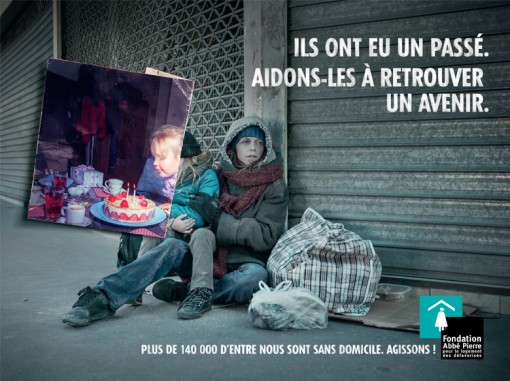 ILS ONT EU UN PASSÉ.
AIDONS-LES À RETROUVER
UN AVENIR.
Fondation
Abbé Pierre
pour le logement
des défavorisés
PLUS DE 140 000 D'ENTRE NOUS SONT SANS DOMICILE. AGISSONS !